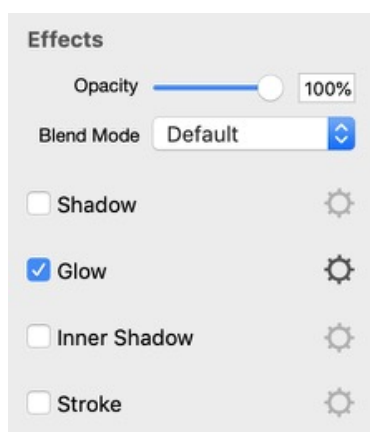 Effects
Opacity 100%
Blend Mode Default
Shadow
Glow
Inner Shadow
Stroke